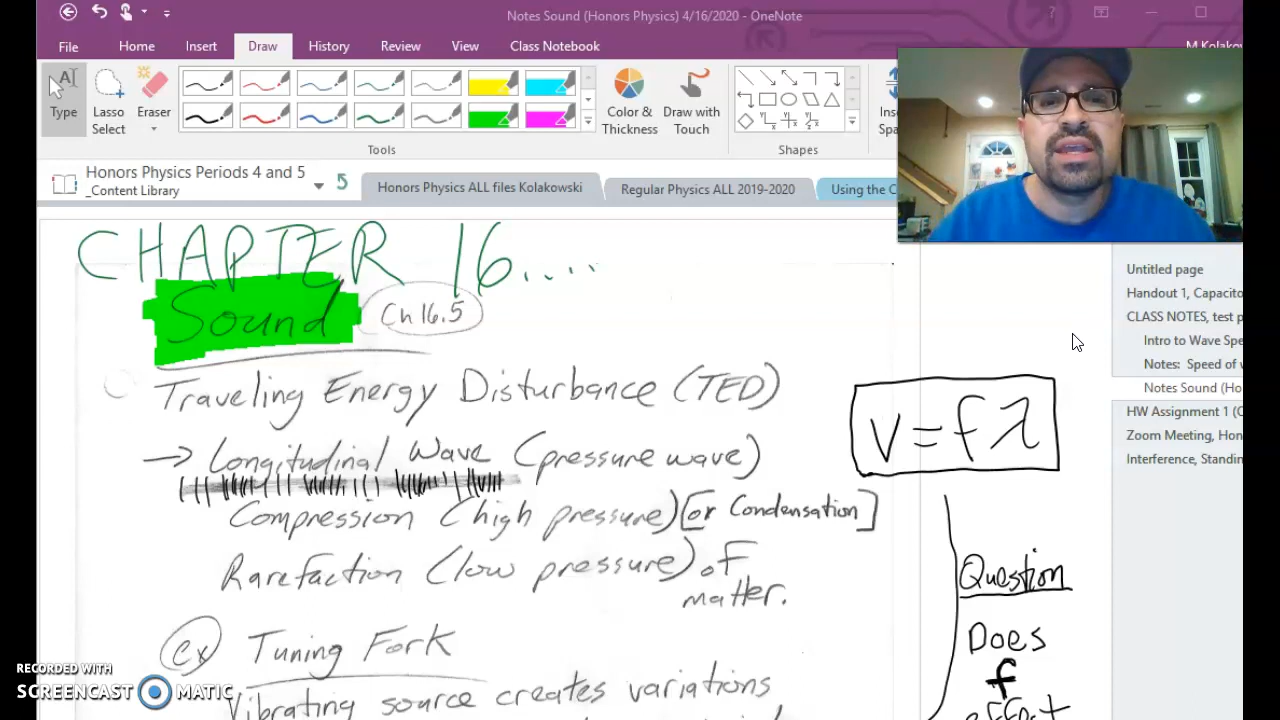 Notes Sound (Honors Physics) 4/16/2020 - OneNote
?
File Home Insert Draw History Review View Class Notebook
M Kolakow
Type
Lasso Select
Eraser
Color & Thickness
Draw with Touch
Tools
Shapes
Honors Physics Periods 4 and 5
_Content Library
Honors Physics ALL files Kolakowski
Regular Physics ALL 2019-2020
Using the C
CHAPTER 16....
Sound
Ch 16.5
Traveling Energy Disturbance (TED)
→ Longitudinal Wave (pressure wave)
Compression (high pressure) [or Condensation]
Rarefaction (low pressure) of
matter.
ex Tuning Fork
Vibrating source creates variations
v = f λ
Question
Does
f
effect
Untitled page
Handout 1, Capacito
CLASS NOTES, test p
Intro to Wave Spe
Notes: Speed of w
Notes Sound (Ho
HW Assignment 1 (C
Zoom Meeting, Hon
Interference, Standin
RECORDED WITH
SCREENCAST MATIC